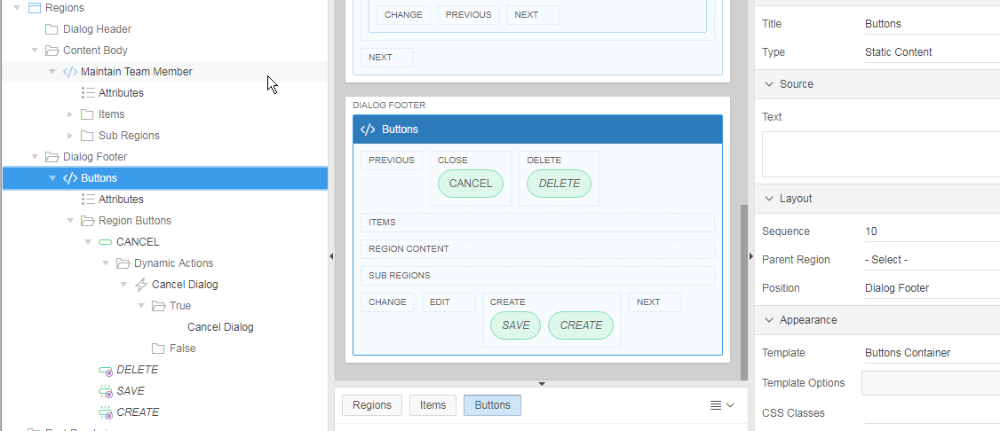 Regions
Dialog Header
Content Body
Maintain Team Member
Attributes
Items
Sub Regions
Dialog Footer
Buttons
Attributes
Region Buttons
CANCEL
Dynamic Actions
Cancel Dialog
True
Cancel Dialog
False
DELETE
SAVE
CREATE
CHANGE PREVIOUS NEXT
NEXT
DIALOG FOOTER
Buttons
PREVIOUS CLOSE DELETE
CANCEL DELETE
ITEMS
REGION CONTENT
SUB REGIONS
CHANGE EDIT CREATE NEXT
SAVE CREATE
Regions Items Buttons
Title Buttons
Type Static Content
Source
Text
Layout
Sequence 10
Parent Region - Select -
Position Dialog Footer
Appearance
Template Buttons Container
Template Options
CSS Classes